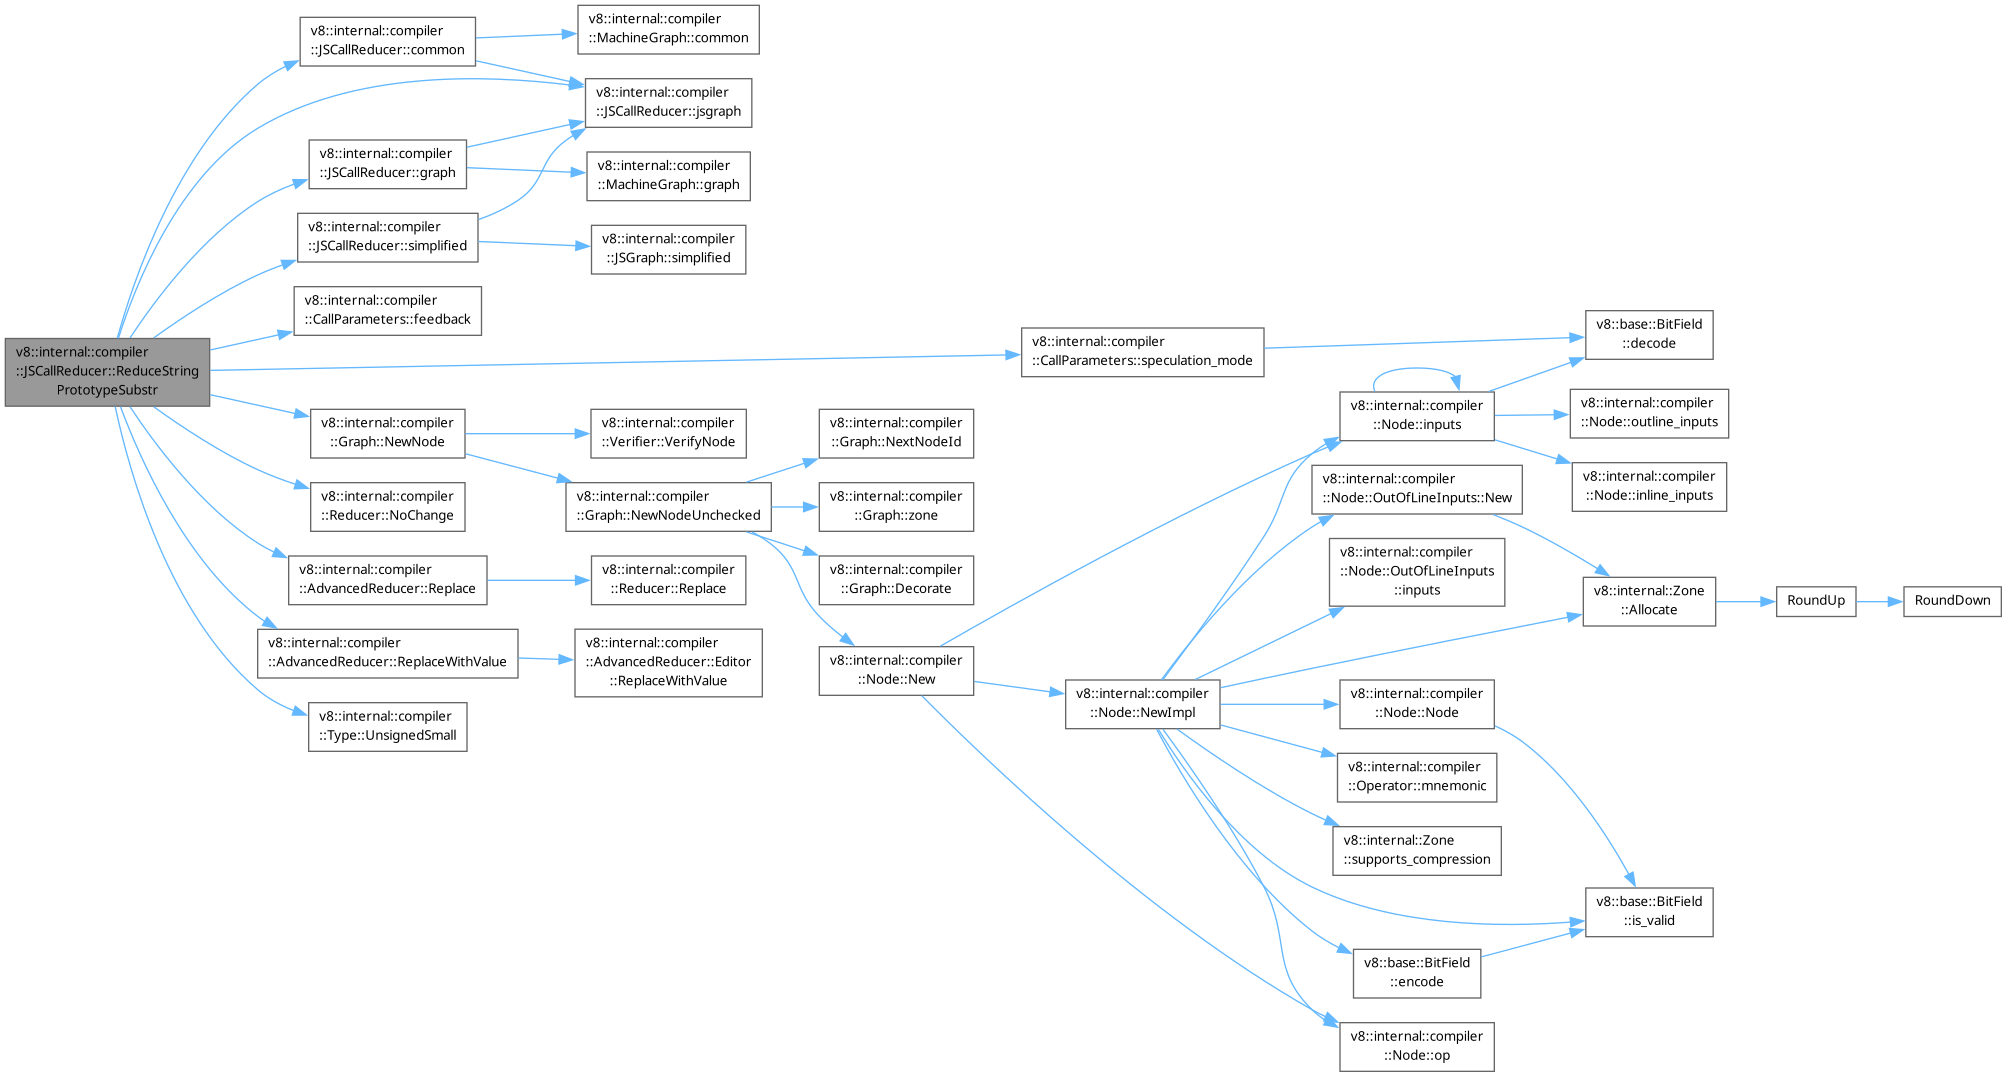 v8::internal::compiler
::JSCallReducer::ReduceString
PrototypeSubstr
v8::internal::compiler
::JSCallReducer::common
v8::internal::compiler
::JSCallReducer::graph
v8::internal::compiler
::JSCallReducer::simplified
v8::internal::compiler
::CallParameters::feedback
v8::internal::compiler
::Graph::NewNode
v8::internal::compiler
::Reducer::NoChange
v8::internal::compiler
::AdvancedReducer::Replace
v8::internal::compiler
::AdvancedReducer::ReplaceWithValue
v8::internal::compiler
::Type::UnsignedSmall
v8::internal::compiler
::MachineGraph::common
v8::internal::compiler
::JSCallReducer::jsgraph
v8::internal::compiler
::MachineGraph::graph
v8::internal::compiler
::JSGraph::simplified
v8::internal::compiler
::Verifier::VerifyNode
v8::internal::compiler
::Graph::NewNodeUnchecked
v8::internal::compiler
::Reducer::Replace
v8::internal::compiler
::AdvancedReducer::Editor
::ReplaceWithValue
v8::internal::compiler
::Graph::NextNodeId
v8::internal::compiler
::Graph::zone
v8::internal::compiler
::Graph::Decorate
v8::internal::compiler
::Node::New
v8::internal::compiler
::CallParameters::speculation_mode
v8::internal::compiler
::Node::NewImpl
v8::internal::compiler
::Node::inputs
v8::internal::compiler
::Node::OutOfLineInputs::New
v8::internal::compiler
::Node::OutOfLineInputs
::inputs
v8::internal::compiler
::Node::Node
v8::internal::compiler
::Operator::mnemonic
v8::internal::Zone
::supports_compression
v8::base::BitField
::encode
v8::internal::compiler
::Node::op
v8::base::BitField
::decode
v8::internal::compiler
::Node::outline_inputs
v8::internal::compiler
::Node::inline_inputs
v8::internal::Zone
::Allocate
v8::base::BitField
::is_valid
RoundUp
RoundDown